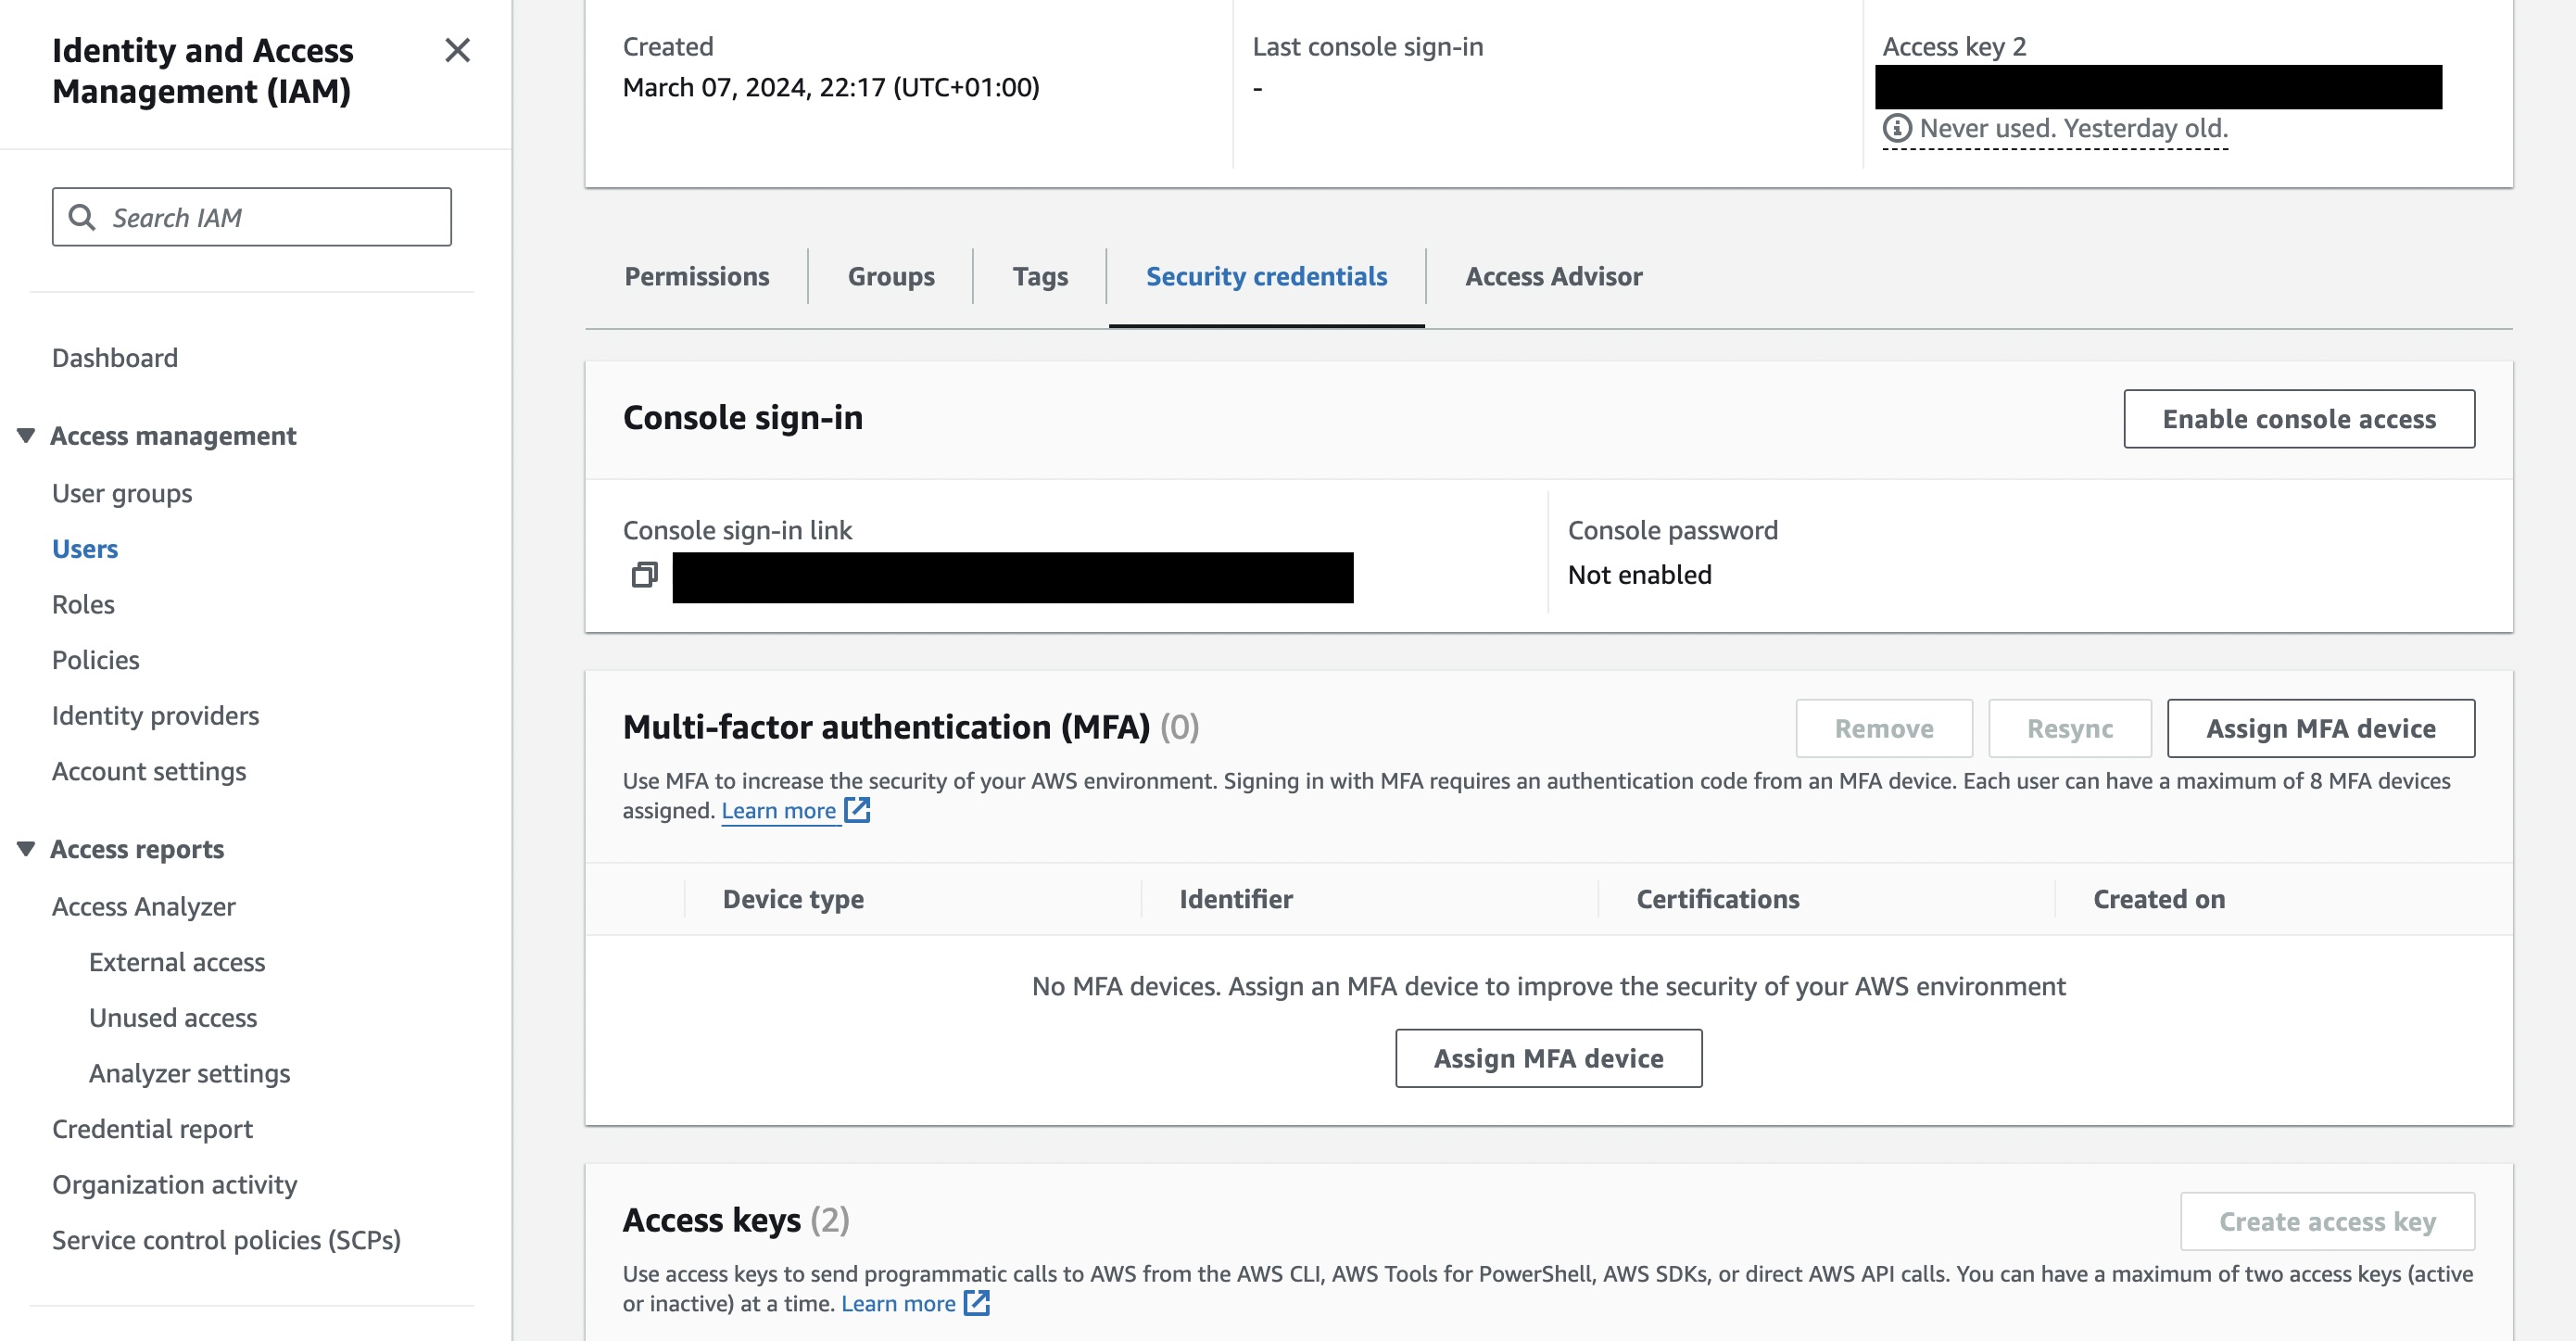 Identity and Access
Management (IAM)
Search IAM
Dashboard
Access management
User groups
Users
Roles
Policies
Identity providers
Account settings
Access reports
Access Analyzer
External access
Unused access
Analyzer settings
Credential report
Organization activity
Service control policies (SCPs)
Created
March 07, 2024, 22:17 (UTC+01:00)
Last console sign-in
-
Access key 2
Never used. Yesterday old.
Permissions
Groups
Tags
Security credentials
Access Advisor
Console sign-in
Enable console access
Console sign-in link
Console password
Not enabled
Multi-factor authentication (MFA) (0)
Remove
Resync
Assign MFA device
Use MFA to increase the security of your AWS environment. Signing in with MFA requires an authentication code from an MFA device. Each user can have a maximum of 8 MFA devices
assigned. Learn more
Device type
Identifier
Certifications
Created on
No MFA devices. Assign an MFA device to improve the security of your AWS environment
Assign MFA device
Access keys (2)
Create access key
Use access keys to send programmatic calls to AWS from the AWS CLI, AWS Tools for PowerShell, AWS SDKs, or direct AWS API calls. You can have a maximum of two access keys (active
or inactive) at a time. Learn more